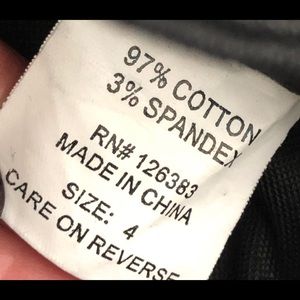 97% COTTON
3% SPANDEX
RN# 126383
MADE IN CHINA
SIZE: 4
CARE ON REVERSE